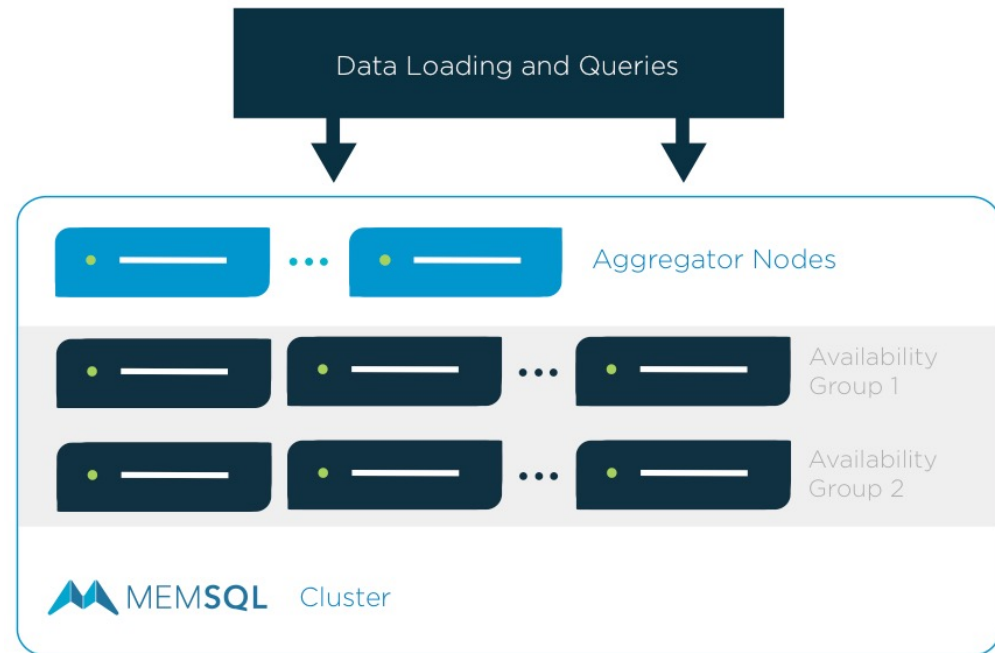 Data Loading and Queries
Aggregator Nodes
Availability
Group 1
Availability
Group 2
MEMSQL Cluster